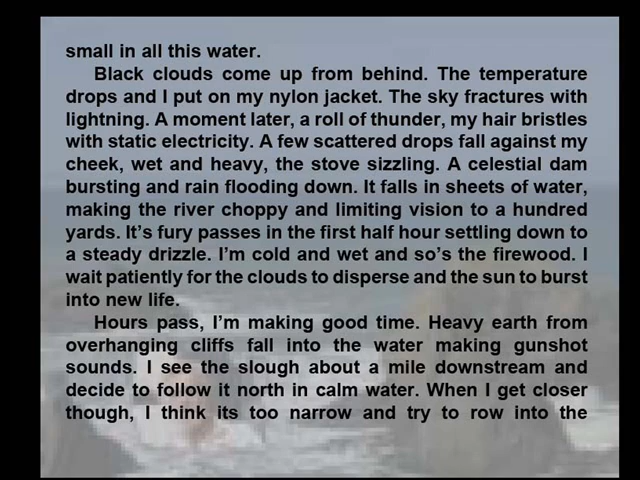 small in all this water.
Black clouds come up from behind. The temperature
drops and I put on my nylon jacket. The sky fractures with
lightning. A moment later, a roll of thunder, my hair bristles
with static electricity. A few scattered drops fall against my
cheek, wet and heavy, the stove sizzling. A celestial dam
bursting and rain flooding down. It falls in sheets of water,
making the river choppy and limiting vision to a hundred
yards. It’s fury passes in the first half hour settling down to
a steady drizzle. I’m cold and wet and so’s the firewood. I
wait patiently for the clouds to disperse and the sun to burst
into new life.
Hours pass, I’m making good time. Heavy earth from
overhanging cliffs fall into the water making gunshot
sounds. I see the slough about a mile downstream and
decide to follow it north in calm water. When I get closer
though, I think its too narrow and try to row into the